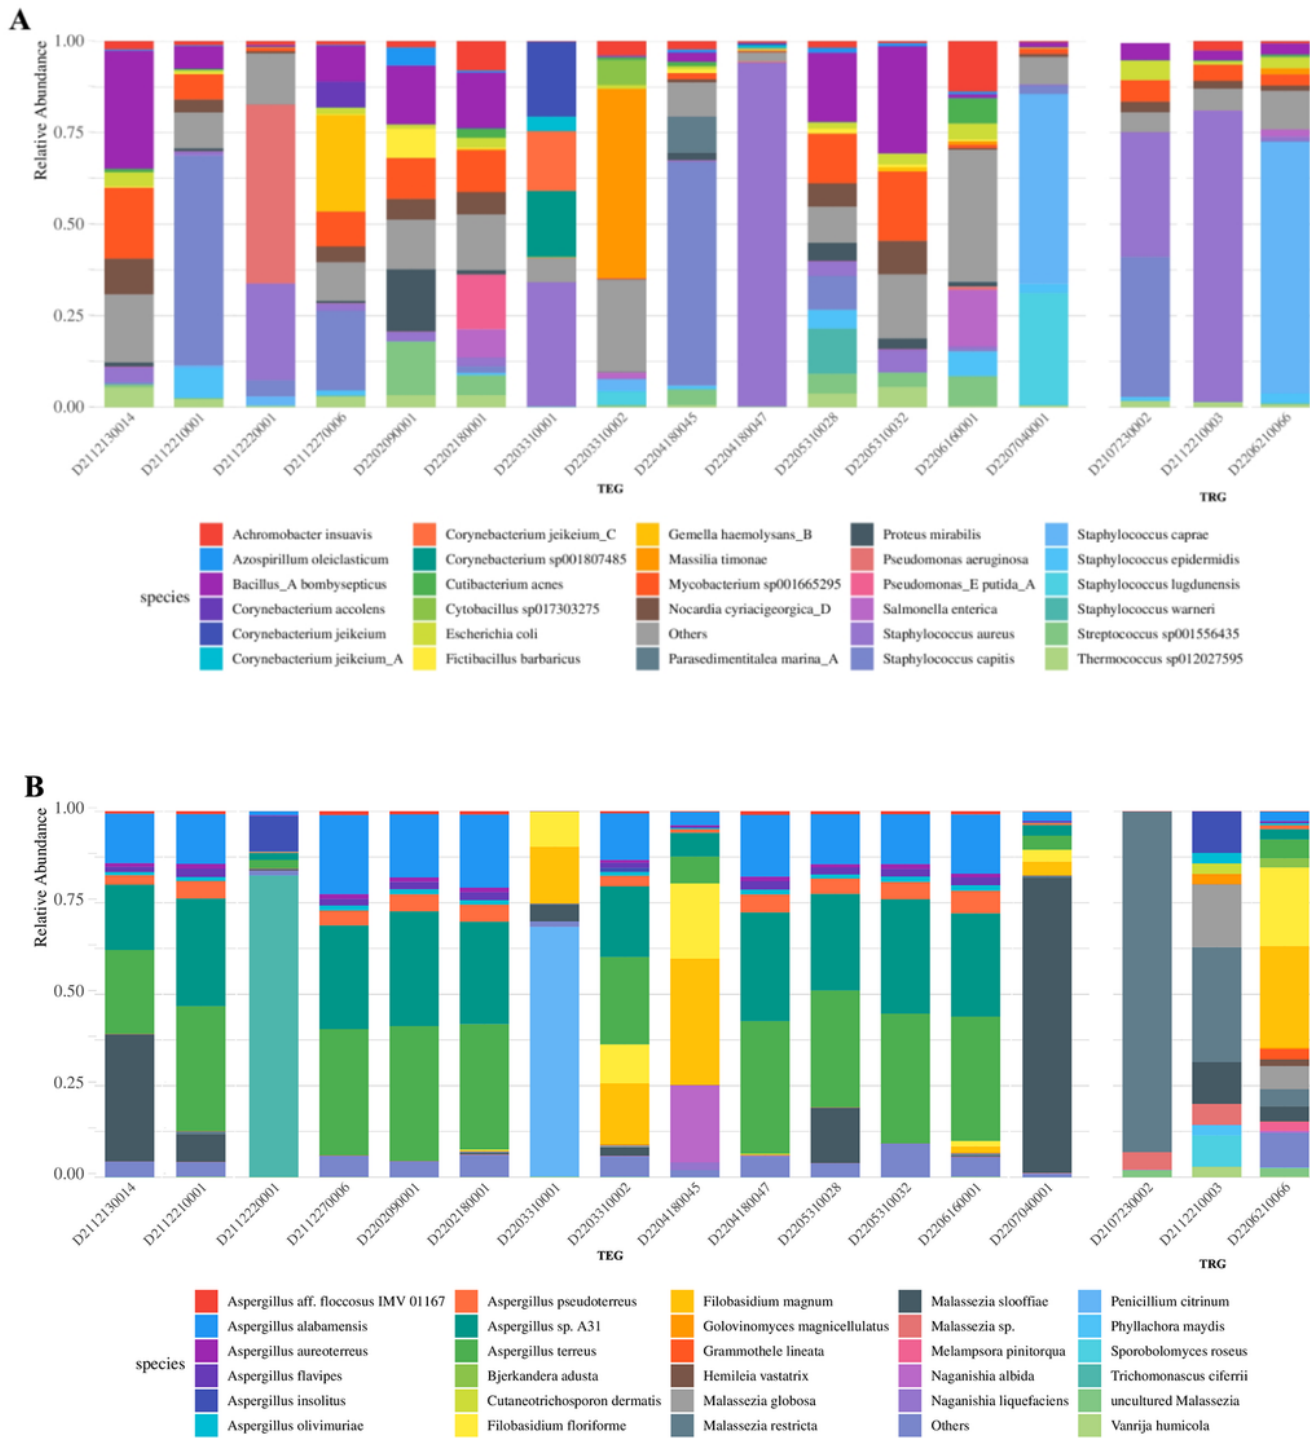 A
1.00
0.75
0.50
0.25
0.00
Relative Abundance
D2112130014
D2112210001
D2112220001
D2112270006
D2202090001
D2202180001
D2203310001
D2203310002
D2204180045
D2204180047
D2205310028
D2205310032
D2206160001
D2207040001
D2107230002
D2112210003
D2206210066
TEG
TRG
species
Achromobacter insuavis
Azospirillum oleiclasticum
Bacillus_A bombysepticus
Corynebacterium accolens
Corynebacterium jeikeium
Corynebacterium jeikeium_A
Corynebacterium jeikeium_C
Corynebacterium sp001807485
Cutibacterium acnes
Cytobacillus sp017303275
Escherichia coli
Fictibacillus barbaricus
Gemella haemolysans_B
Massilia timonae
Mycobacterium sp001665295
Nocardia cyriacigeorgica_D
Others
Parasedimentitalea marina_A
Proteus mirabilis
Pseudomonas aeruginosa
Pseudomonas_E putida_A
Salmonella enterica
Staphylococcus aureus
Staphylococcus capitis
Staphylococcus caprae
Staphylococcus epidermidis
Staphylococcus lugdunensis
Staphylococcus warneri
Streptococcus sp001556435
Thermococcus sp012027595
B
1.00
0.75
0.50
0.25
0.00
Relative Abundance
D2112130014
D2112210001
D2112220001
D2112270006
D2202090001
D2202180001
D2203310001
D2203310002
D2204180045
D2204180047
D2205310028
D2205310032
D2206160001
D2207040001
D2107230002
D2112210003
D2206210066
TEG
TRG
species
Aspergillus aff. floccosus IMV 01167
Aspergillus alabamensis
Aspergillus aureoterreus
Aspergillus flavipes
Aspergillus insolitus
Aspergillus olivimuriae
Aspergillus pseudoterreus
Aspergillus sp. A31
Aspergillus terreus
Bjerkandera adusta
Cutaneotrichosporon dermatis
Filobasidium floriforme
Filobasidium magnum
Golovinomyces magnicellulatus
Grammothele lineata
Hemileia vastatrix
Malassezia globosa
Malassezia restricta
Malassezia slooffiae
Malassezia sp.
Melampsora pinitorqua
Naganishia albida
Naganishia liquefaciens
Others
Penicillium citrinum
Phyllachora maydis
Sporobolomyces roseus
Trichomonascus ciferrii
uncultured Malassezia
Vanrija humicola